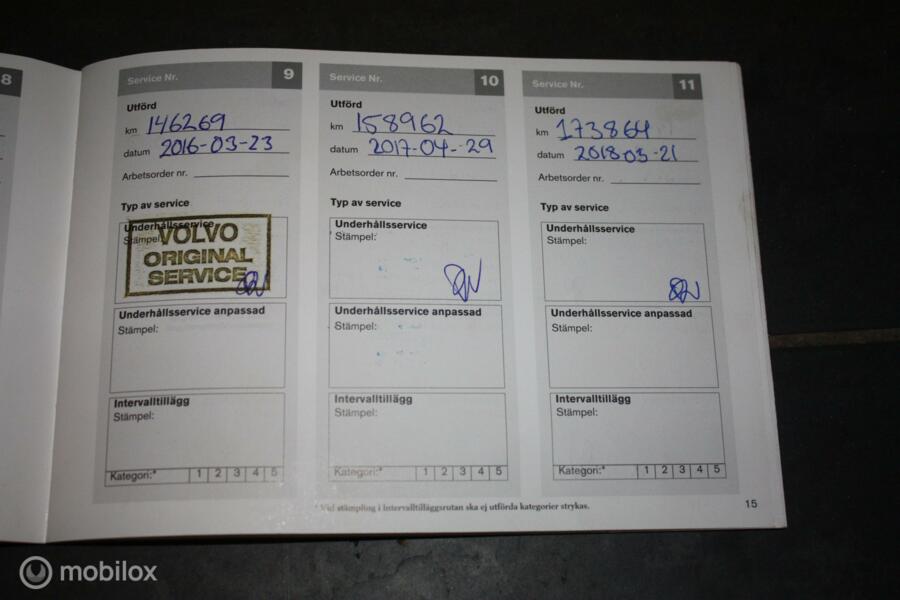 8
Service Nr. 9
Utförd
km 146269
datum 2016-03-23
Arbetsorder nr.
Typ av service
Underhållsservice
Stämpel:
VOLVO
ORIGINAL
SERVICE
Underhållsservice anpassad
Stämpel:
Intervalltillägg
Stämpel:
Kategori:* 1 2 3 4 5
Service Nr. 10
Utförd
km 158962
datum 2017-04-29
Arbetsorder nr.
Typ av service
Underhållsservice
Stämpel:
Underhållsservice anpassad
Stämpel:
Intervalltillägg
Stämpel:
Kategori:* 1 2 3 4 5
Service Nr. 11
Utförd
km 173864
datum 2018-03-21
Arbetsorder nr.
Typ av service
Underhållsservice
Stämpel:
Underhållsservice anpassad
Stämpel:
Intervalltillägg
Stämpel:
Kategori:* 1 2 3 4 5
* Vid stämpling i Intervalltilläggsrutan ska ej utförda kategorier strykas.
15
mobilox